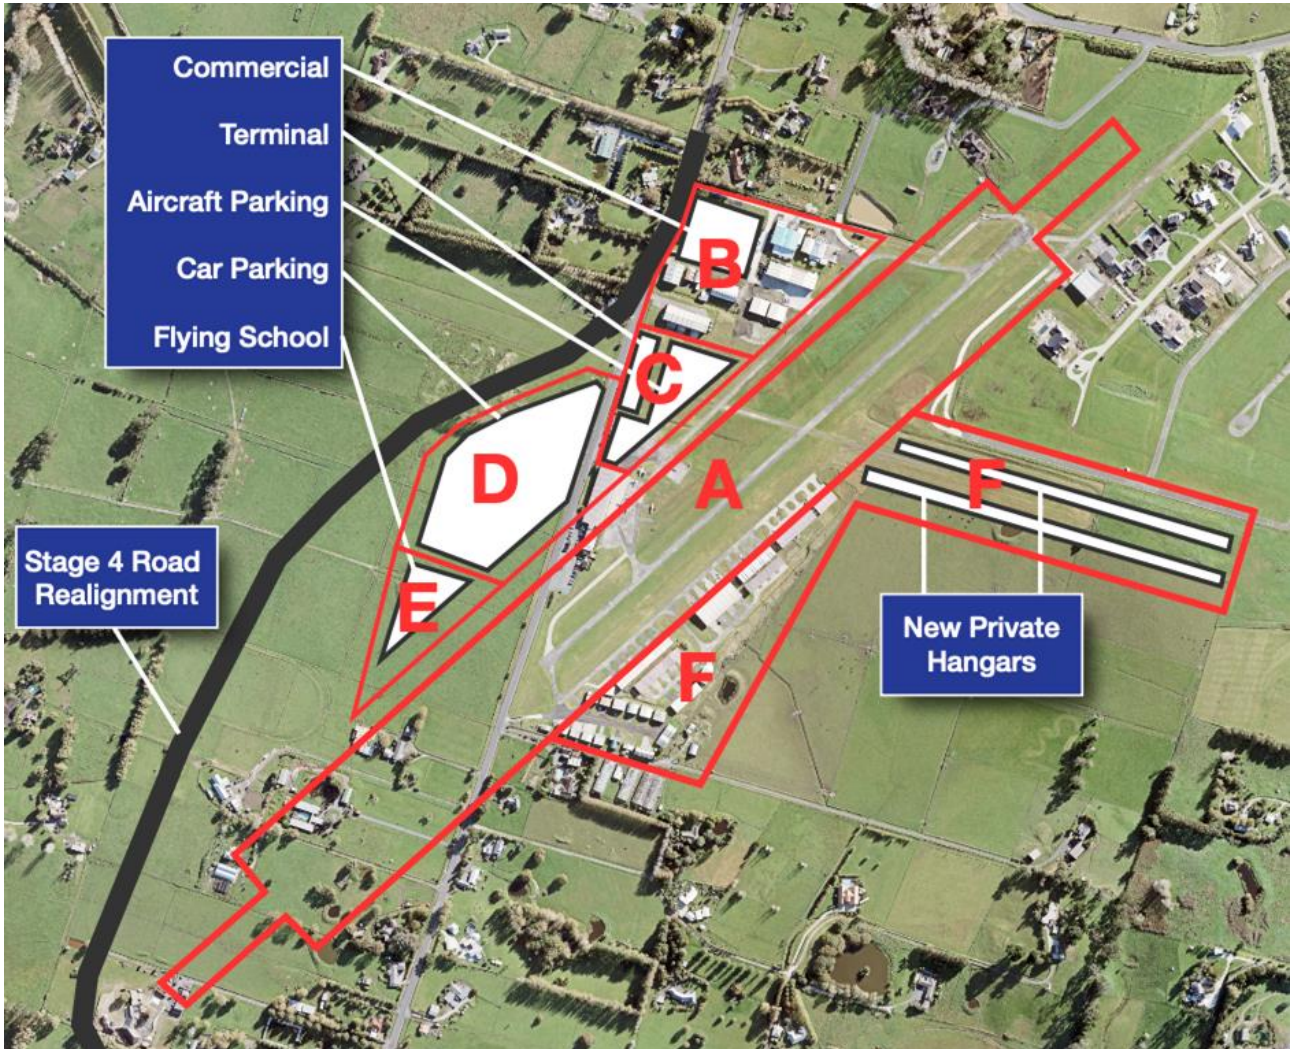 Commercial
Terminal
Aircraft Parking
Car Parking
Flying School
B
C
A
D
F
E
Stage 4 Road
Realignment
New Private
Hangars
F